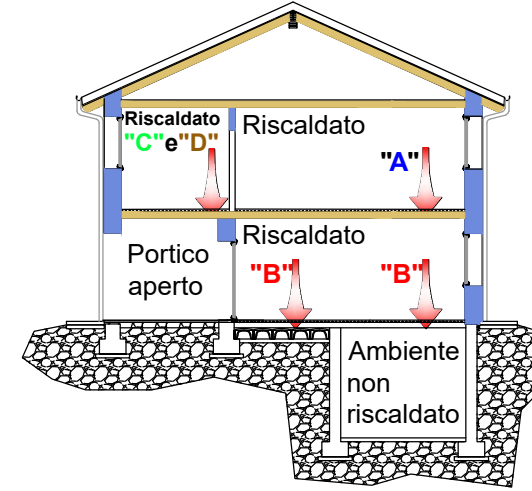 Riscaldato
"C"e"D"
Riscaldato
"A"
Riscaldato
Portico
aperto
"B"
"B"
Ambiente
non
riscaldato